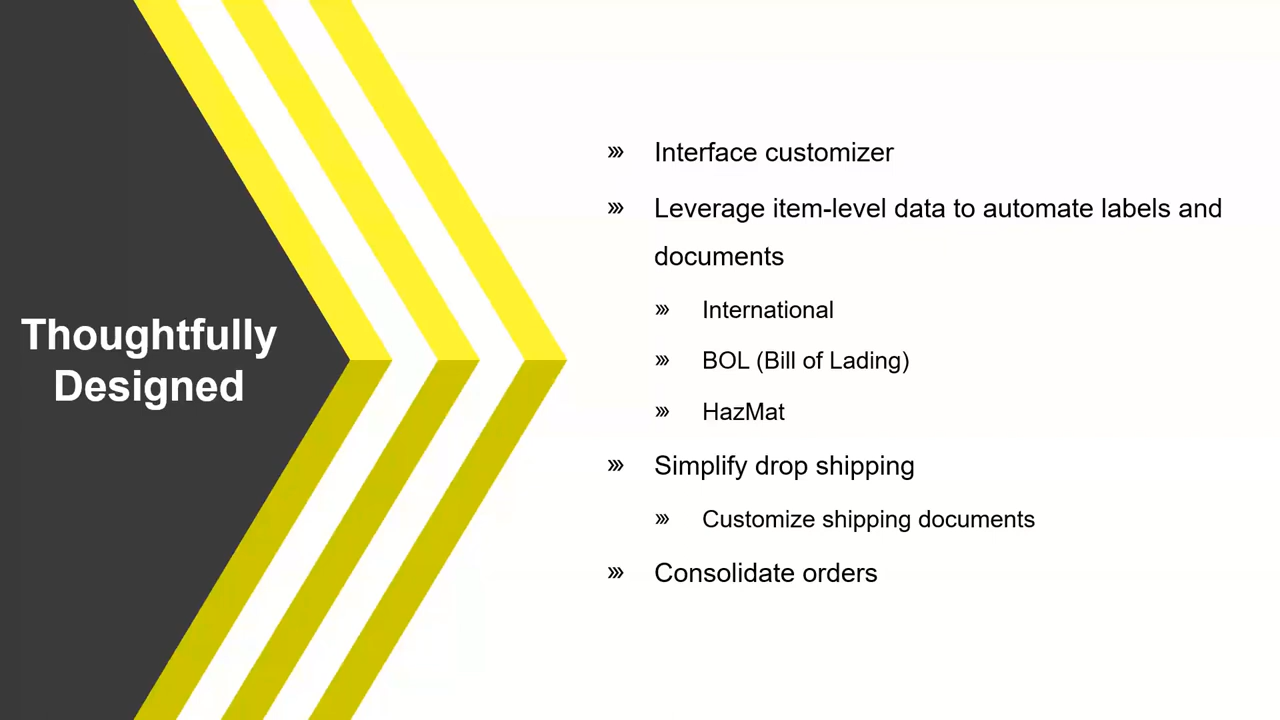 Thoughtfully
Designed
Interface customizer
Leverage item-level data to automate labels and
documents
International
BOL (Bill of Lading)
HazMat
Simplify drop shipping
Customize shipping documents
Consolidate orders